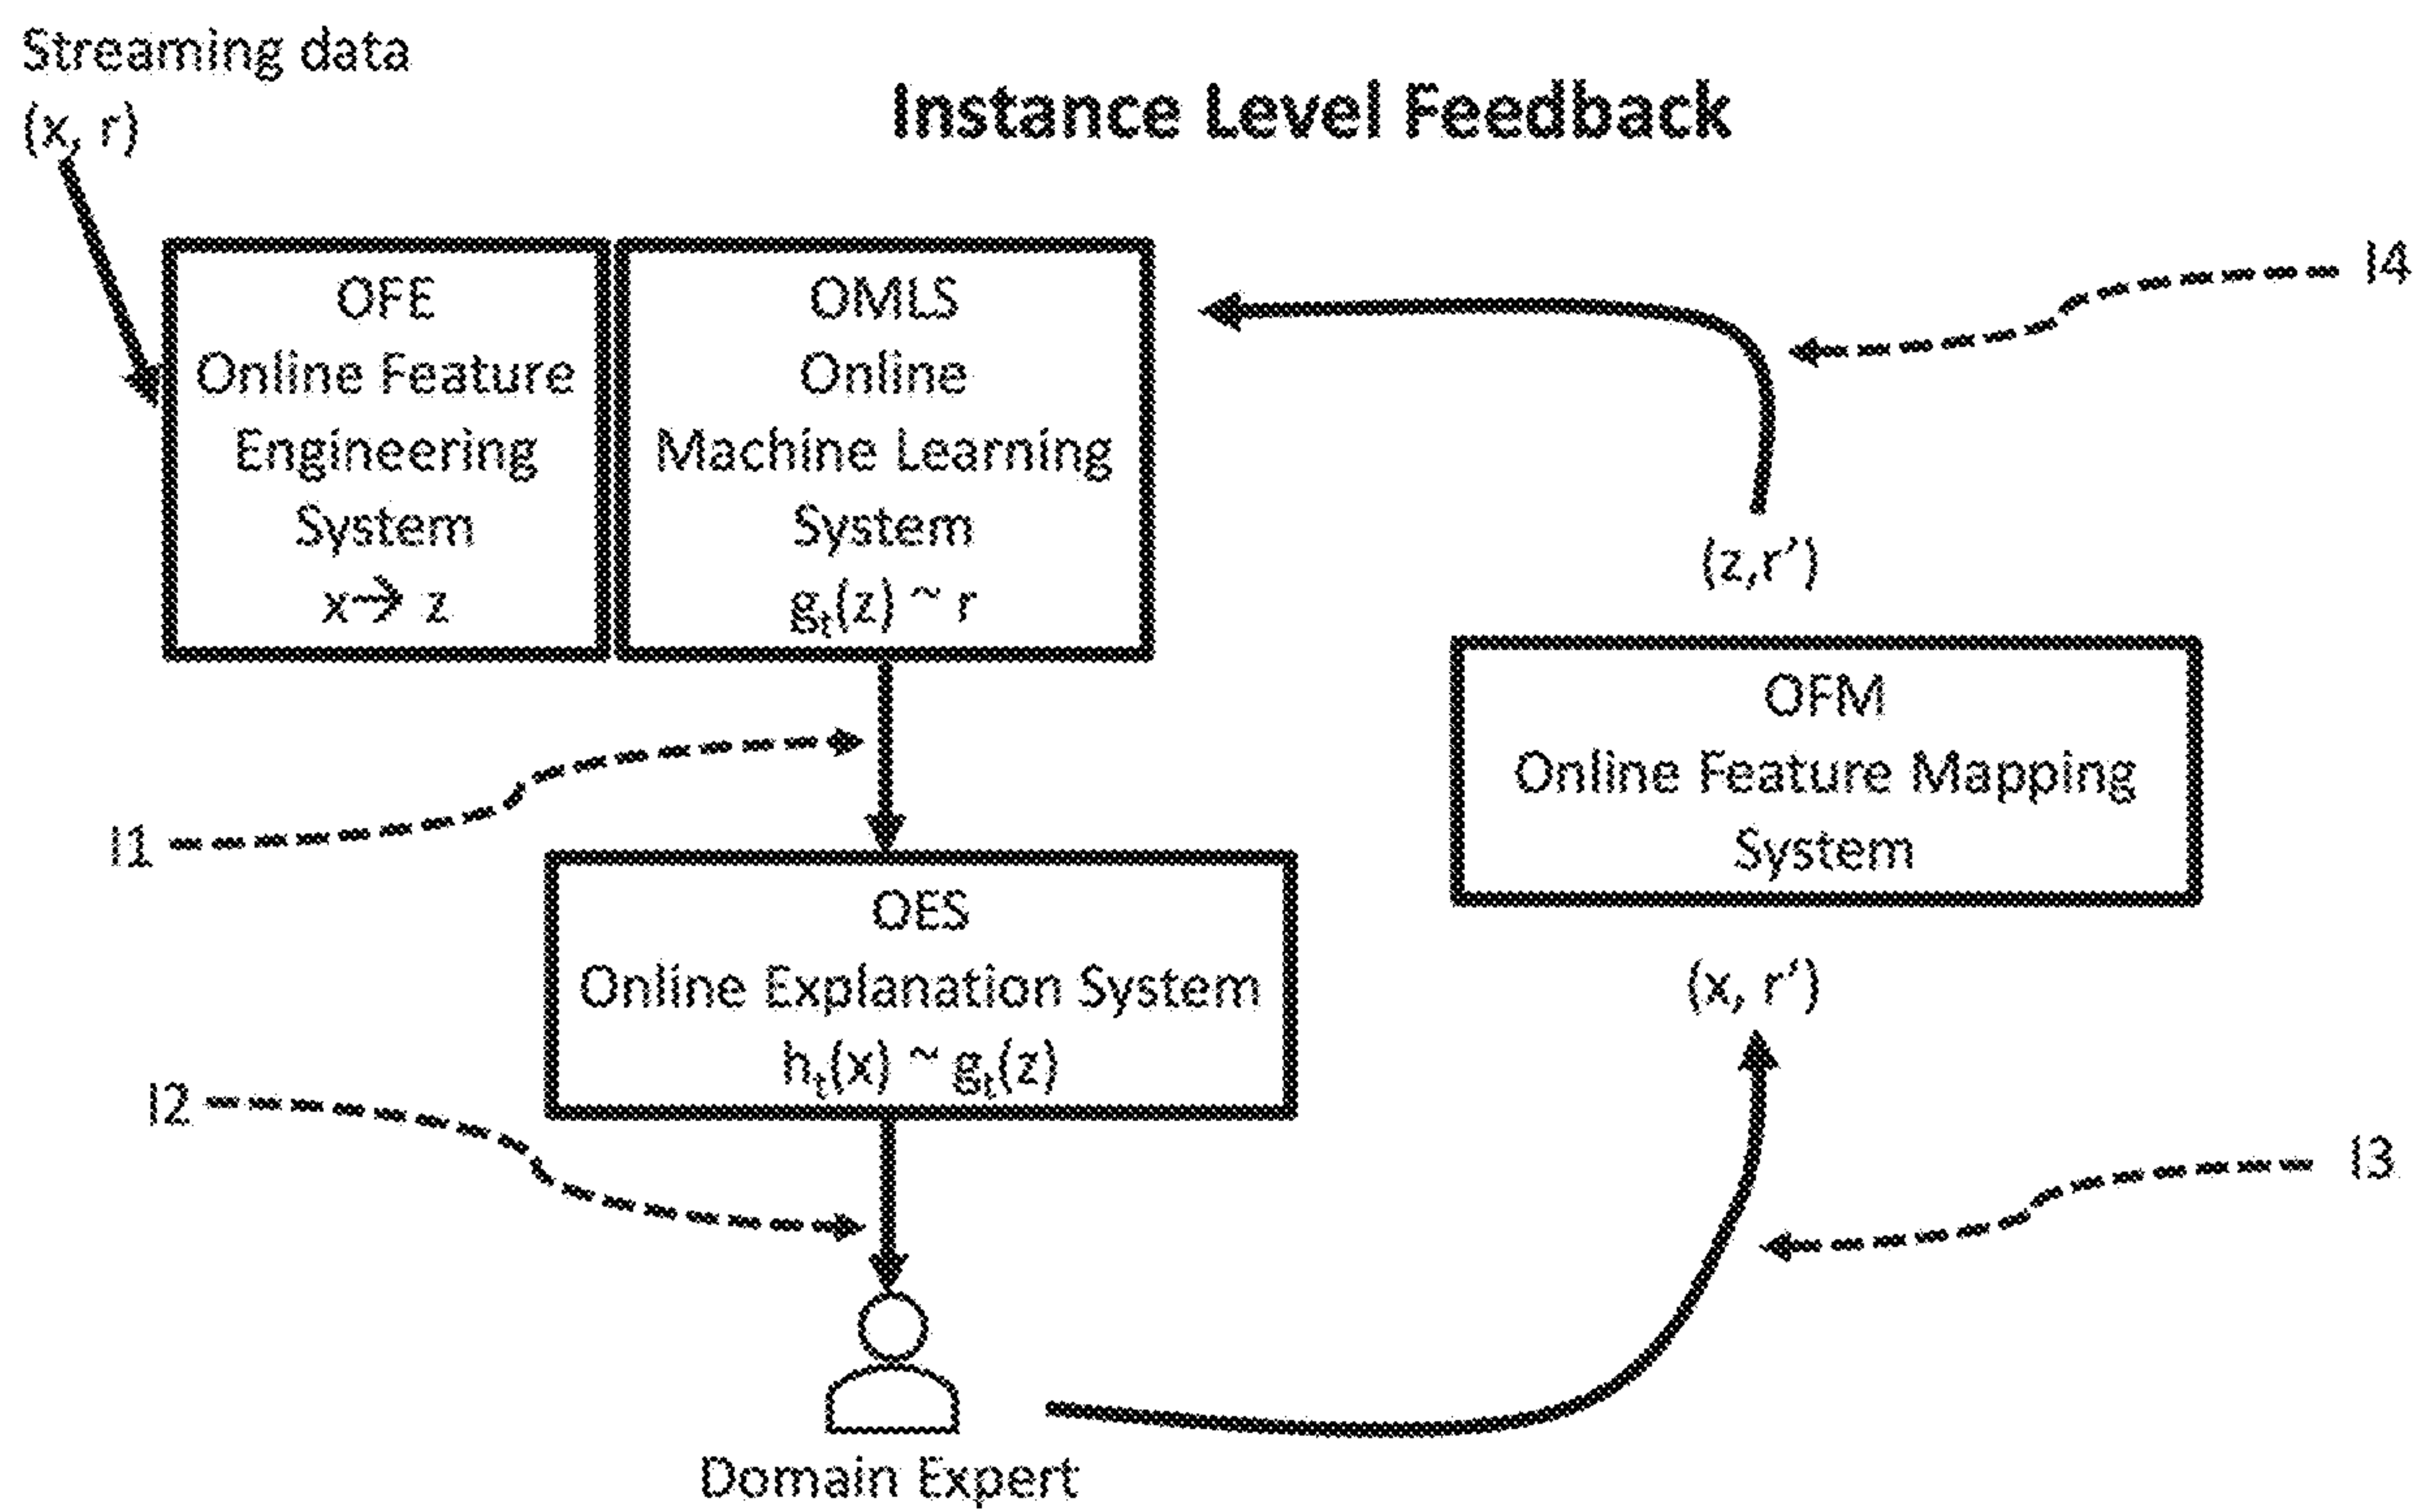 Streaming data
(x, r)
Instance Level Feedback
OFE
Online Feature
Engineering
System
x→ z
OMLS
Online
Machine Learning
System
gₜ(z) ~ r
I4
(z,r')
OFM
Online Feature Mapping
System
I1
OES
Online Explanation System
hₜ(x) ~ gₜ(z)
(x, r')
I2
I3
Domain Expert